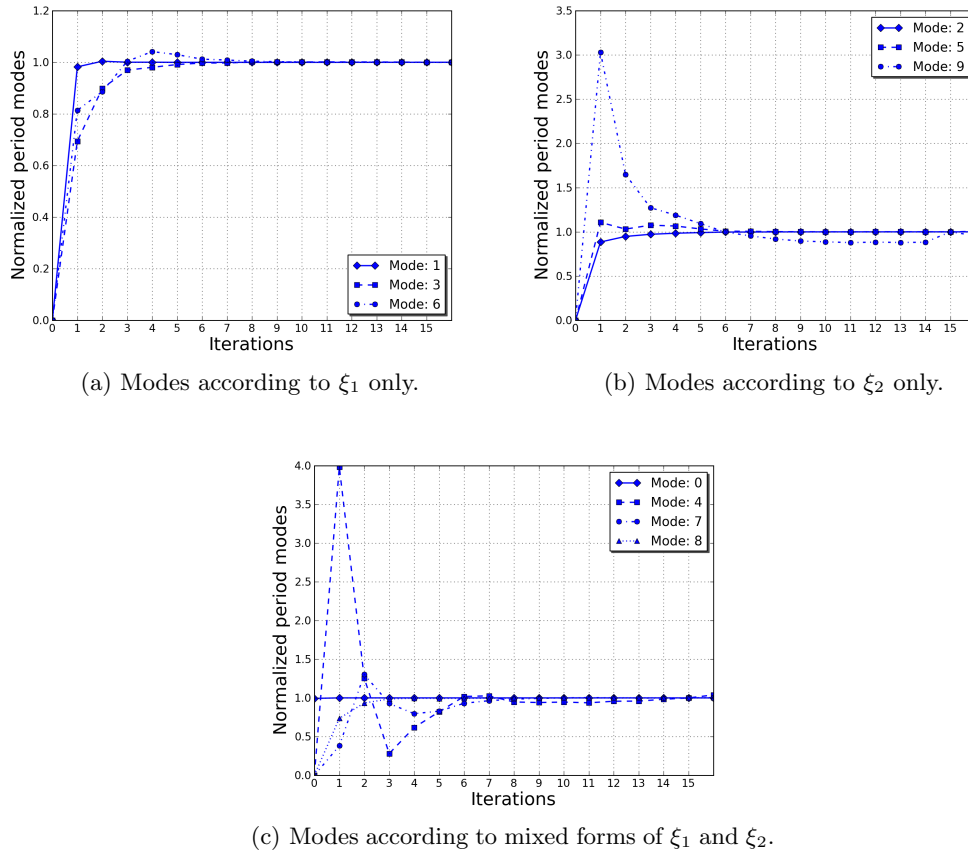 1.2
1.0
0.8
0.6
0.4
0.2
0.0
Normalized period modes
0 1 2 3 4 5 6 7 8 9 10 11 12 13 14 15
Iterations
Mode: 1
Mode: 3
Mode: 6
(a) Modes according to ξ₁ only.
3.5
3.0
2.5
2.0
1.5
1.0
0.5
0.0
Normalized period modes
0 1 2 3 4 5 6 7 8 9 10 11 12 13 14 15
Iterations
Mode: 2
Mode: 5
Mode: 9
(b) Modes according to ξ₂ only.
4.0
3.5
3.0
2.5
2.0
1.5
1.0
0.5
0.0
Normalized period modes
0 1 2 3 4 5 6 7 8 9 10 11 12 13 14 15
Iterations
Mode: 0
Mode: 4
Mode: 7
Mode: 8
(c) Modes according to mixed forms of ξ₁ and ξ₂.